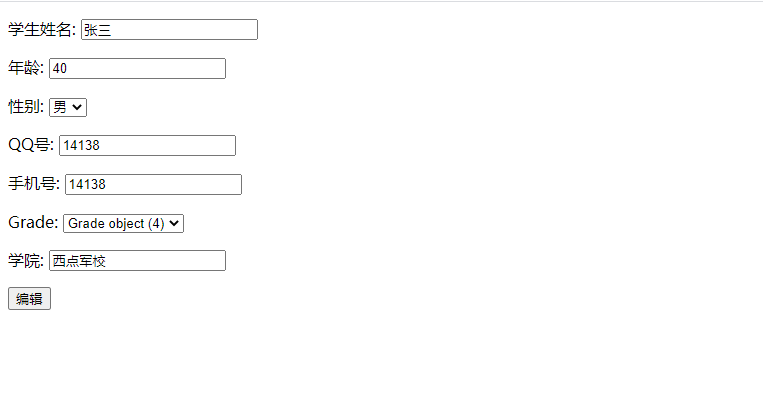 学生姓名: 张三
年龄: 40
性别: 男
QQ号: 14138
手机号: 14138
Grade: Grade object (4)
学院: 西点军校
编辑